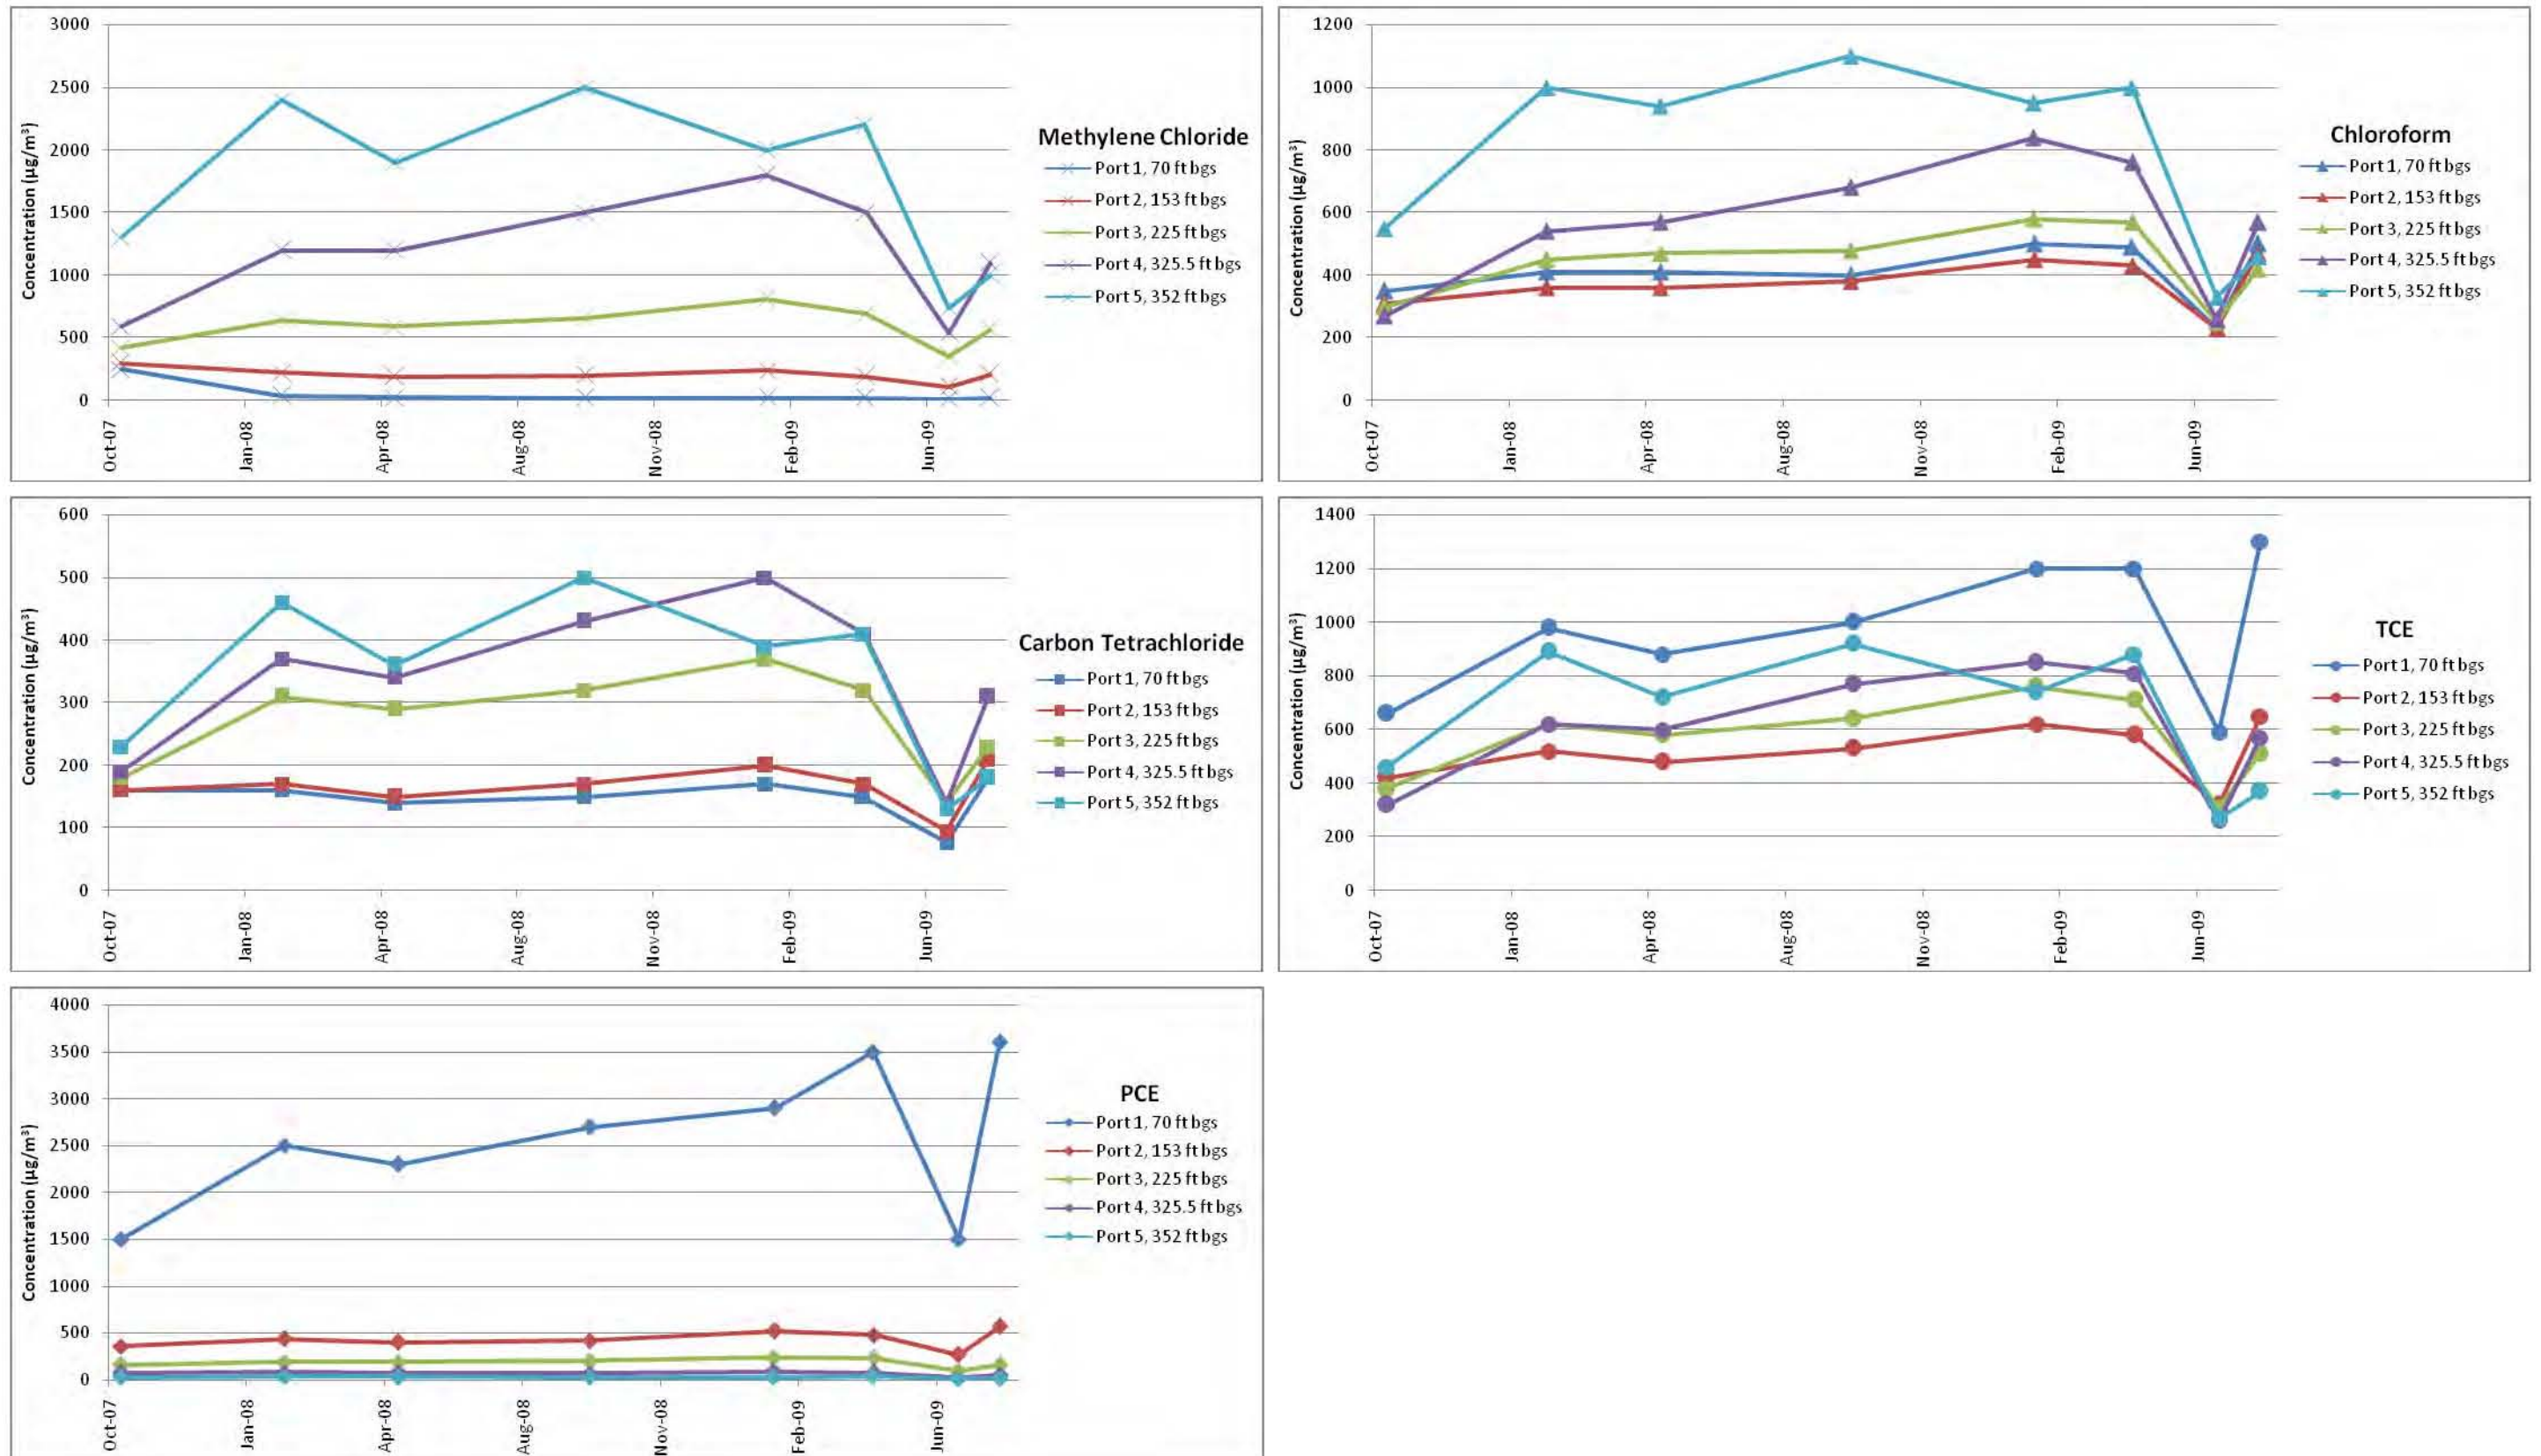 3000
2500
2000
1500
1000
500
0
Concentration (µg/m³)
Oct-07
Jan-08
Apr-08
Aug-08
Nov-08
Feb-09
Jun-09
Methylene Chloride
Port 1, 70 ft bgs
Port 2, 153 ft bgs
Port 3, 225 ft bgs
Port 4, 325.5 ft bgs
Port 5, 352 ft bgs
1200
1000
800
600
400
200
0
Concentration (µg/m³)
Oct-07
Jan-08
Apr-08
Aug-08
Nov-08
Feb-09
Jun-09
Chloroform
Port 1, 70 ft bgs
Port 2, 153 ft bgs
Port 3, 225 ft bgs
Port 4, 325.5 ft bgs
Port 5, 352 ft bgs
600
500
400
300
200
100
0
Concentration (µg/m³)
Oct-07
Jan-08
Apr-08
Aug-08
Nov-08
Feb-09
Jun-09
Carbon Tetrachloride
Port 1, 70 ft bgs
Port 2, 153 ft bgs
Port 3, 225 ft bgs
Port 4, 325.5 ft bgs
Port 5, 352 ft bgs
1400
1200
1000
800
600
400
200
0
Concentration (µg/m³)
Oct-07
Jan-08
Apr-08
Aug-08
Nov-08
Feb-09
Jun-09
TCE
Port 1, 70 ft bgs
Port 2, 153 ft bgs
Port 3, 225 ft bgs
Port 4, 325.5 ft bgs
Port 5, 352 ft bgs
4000
3500
3000
2500
2000
1500
1000
500
0
Concentration (µg/m³)
Oct-07
Jan-08
Apr-08
Aug-08
Nov-08
Feb-09
Jun-09
PCE
Port 1, 70 ft bgs
Port 2, 153 ft bgs
Port 3, 225 ft bgs
Port 4, 325.5 ft bgs
Port 5, 352 ft bgs